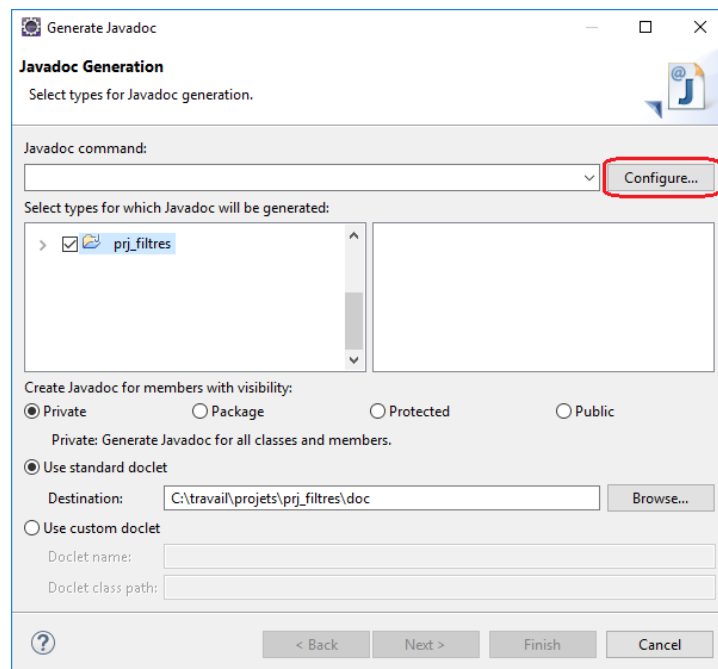 Generate Javadoc
Javadoc Generation
Select types for Javadoc generation.
@
J
Javadoc command:
Configure...
Select types for which Javadoc will be generated:
prj_filtres
Create Javadoc for members with visibility:
Private Package Protected Public
Private: Generate Javadoc for all classes and members.
Use standard doclet
Destination: C:\travail\projets\prj_filtres\doc Browse...
Use custom doclet
Doclet name:
Doclet class path:
? < Back Next > Finish Cancel